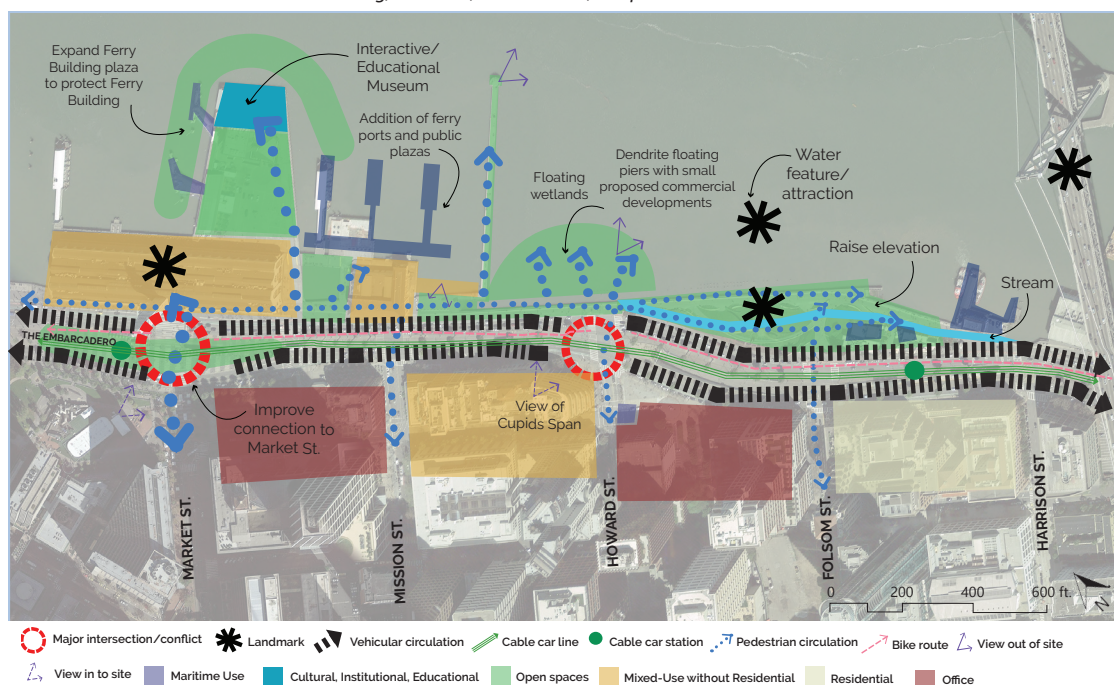 Expand Ferry
Building plaza
to protect Ferry
Building
Interactive/
Educational
Museum
Addition of ferry
ports and public
plazas
Floating
wetlands
Dendrite floating
piers with small
proposed commercial
developments
Water
feature/
attraction
Raise elevation
Stream
THE EMBARCADERO
Improve
connection to
Market St.
View of
Cupids Span
MARKET ST.
MISSION ST.
HOWARD ST.
FOLSOM ST.
HARRISON ST.
0 200 400 600 ft.
N
Major intersection/conflict Landmark Vehicular circulation Cable car line Cable car station Pedestrian circulation Bike route View out of site
View in to site Maritime Use Cultural, Institutional, Educational Open spaces Mixed-Use without Residential Residential Office